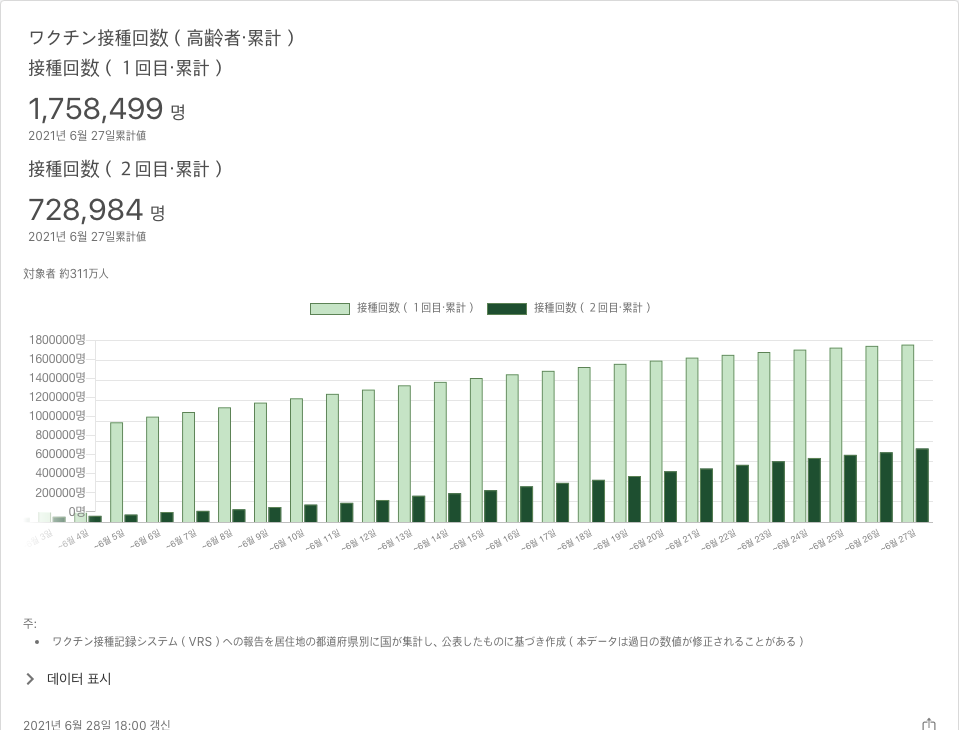 ワクチン接種回数 ( 高齢者·累計 )
接種回数 ( １回目·累計 )
1,758,499 명
2021년 6월 27일累計値
接種回数 ( ２回目·累計 )
728,984 명
2021년 6월 27일累計値
対象者 約311万人
接種回数 ( １回目·累計 ) 接種回数 ( ２回目·累計 )
1800000명
1600000명
1400000명
1200000명
1000000명
800000명
600000명
400000명
200000명
0명
~6월 4일 ~6월 5일 ~6월 6일 ~6월 7일 ~6월 8일 ~6월 9일 ~6월 10일 ~6월 11일 ~6월 12일 ~6월 13일 ~6월 14일 ~6월 15일 ~6월 16일 ~6월 17일 ~6월 18일 ~6월 19일 ~6월 20일 ~6월 21일 ~6월 22일 ~6월 23일 ~6월 24일 ~6월 25일 ~6월 26일 ~6월 27일
주:
• ワクチン接種記録システム ( VRS ) への報告を居住地の都道府県別に国が集計し、公表したものに基づき作成 ( 本データは過日の数値が修正されることがある )
데이터 표시
2021년 6월 28일 18:00 갱신